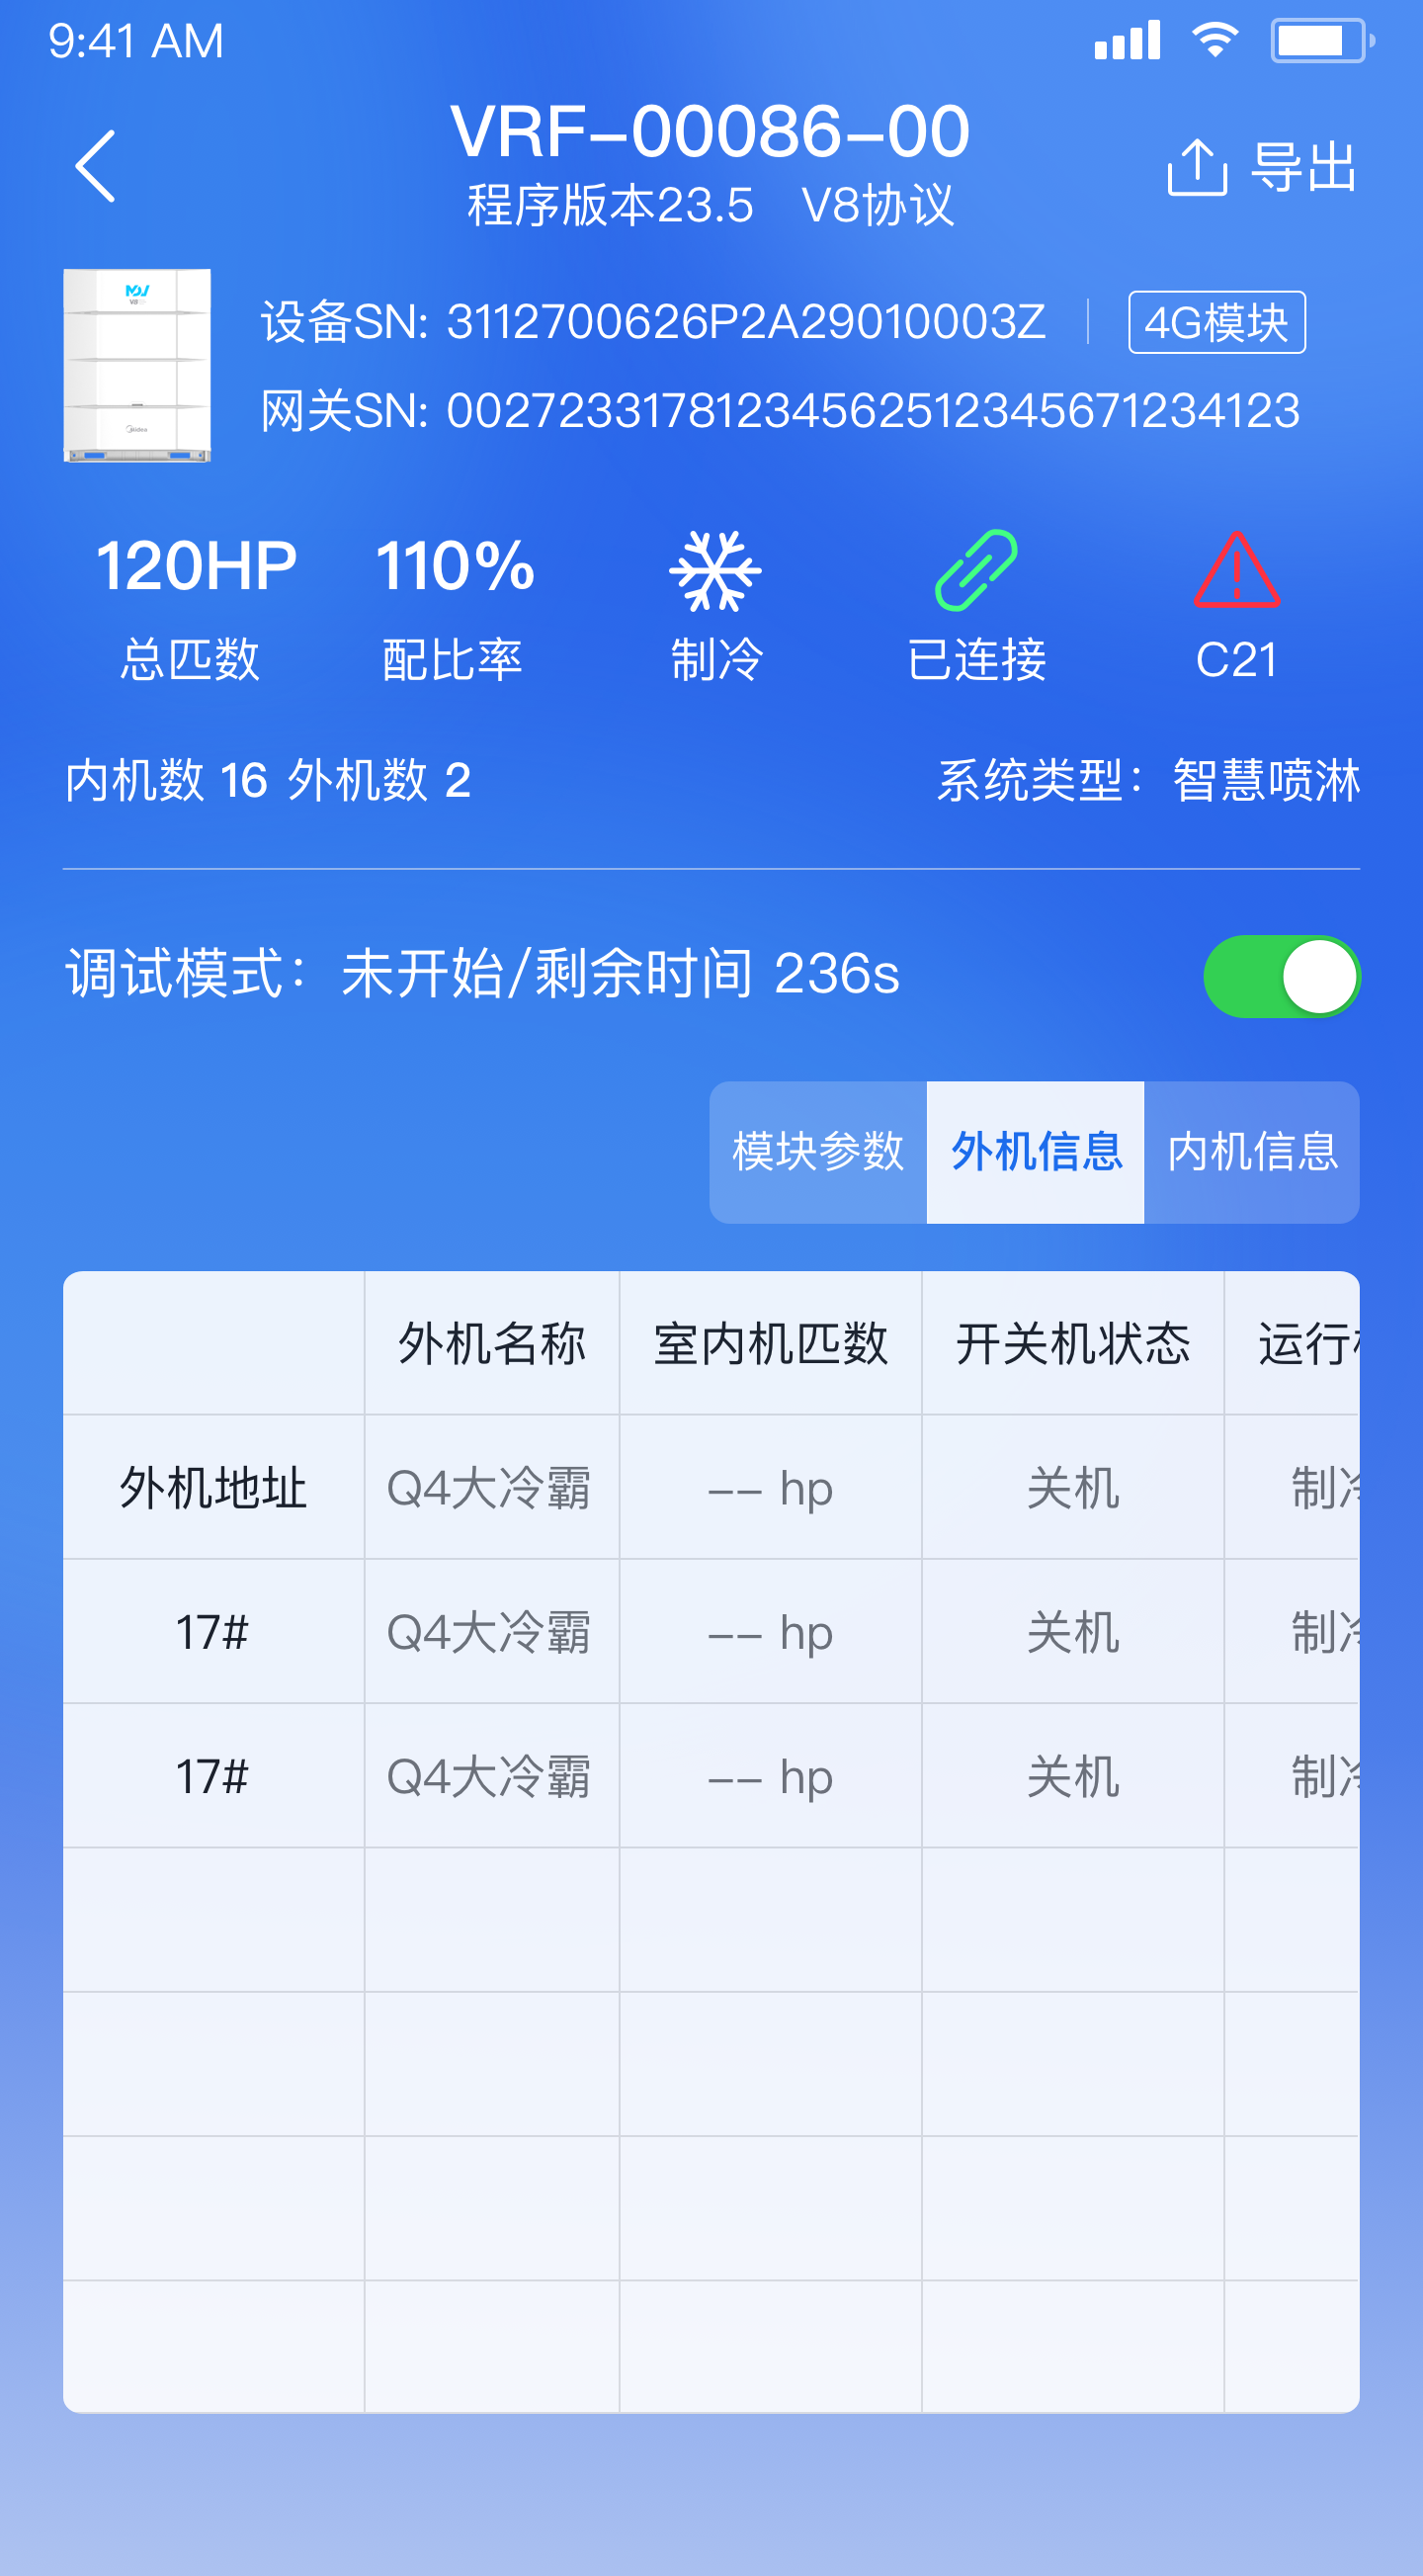 9:41 AM
VRF-00086-00
程序版本23.5 V8协议
导出
MDV
V8
Midea
设备SN: 3112700626P2A29010003Z
4G模块
网关SN: 00272331781234562512345671234123
120HP 110%
总匹数 配比率 制冷 已连接 C21
内机数 16 外机数 2
系统类型：智慧喷淋
调试模式：未开始/剩余时间 236s
模块参数 外机信息 内机信息
外机名称 室内机匹数 开关机状态 运行
外机地址 Q4大冷霸 -- hp 关机 制冷
17# Q4大冷霸 -- hp 关机 制冷
17# Q4大冷霸 -- hp 关机 制冷